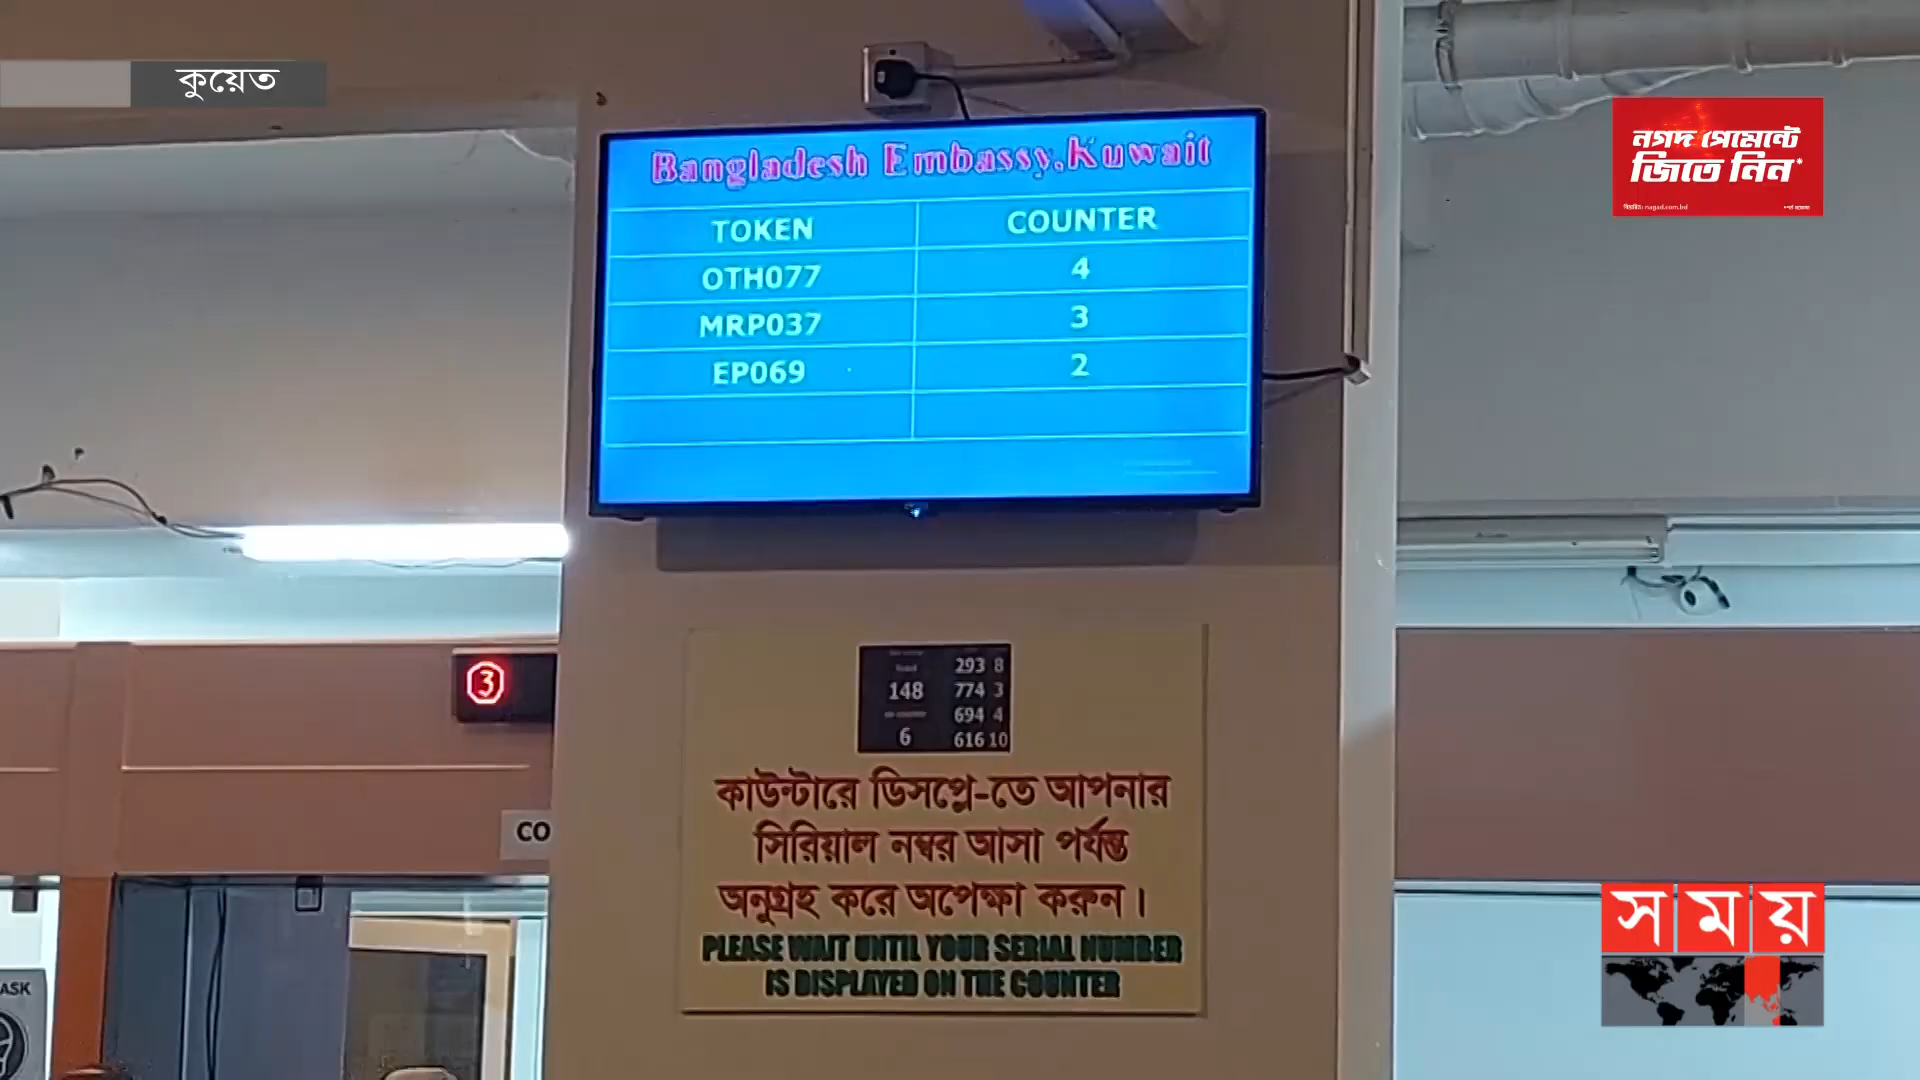 কুয়েত
নগদ পেমেন্টে
জিতে নিন*
Bangladesh Embassy,Kuwait
TOKEN COUNTER
OTH077 4
MRP037 3
EP069 2
3
293 8
148 774 3
694 4
6 616 10
CO
কাউন্টারে ডিসপ্লে-তে আপনার
সিরিয়াল নম্বর আসা পর্যন্ত
অনুগ্রহ করে অপেক্ষা করুন।
PLEASE WAIT UNTIL YOUR SERIAL NUMBER
IS DISPLAYED ON THE COUNTER
ASK
সময়